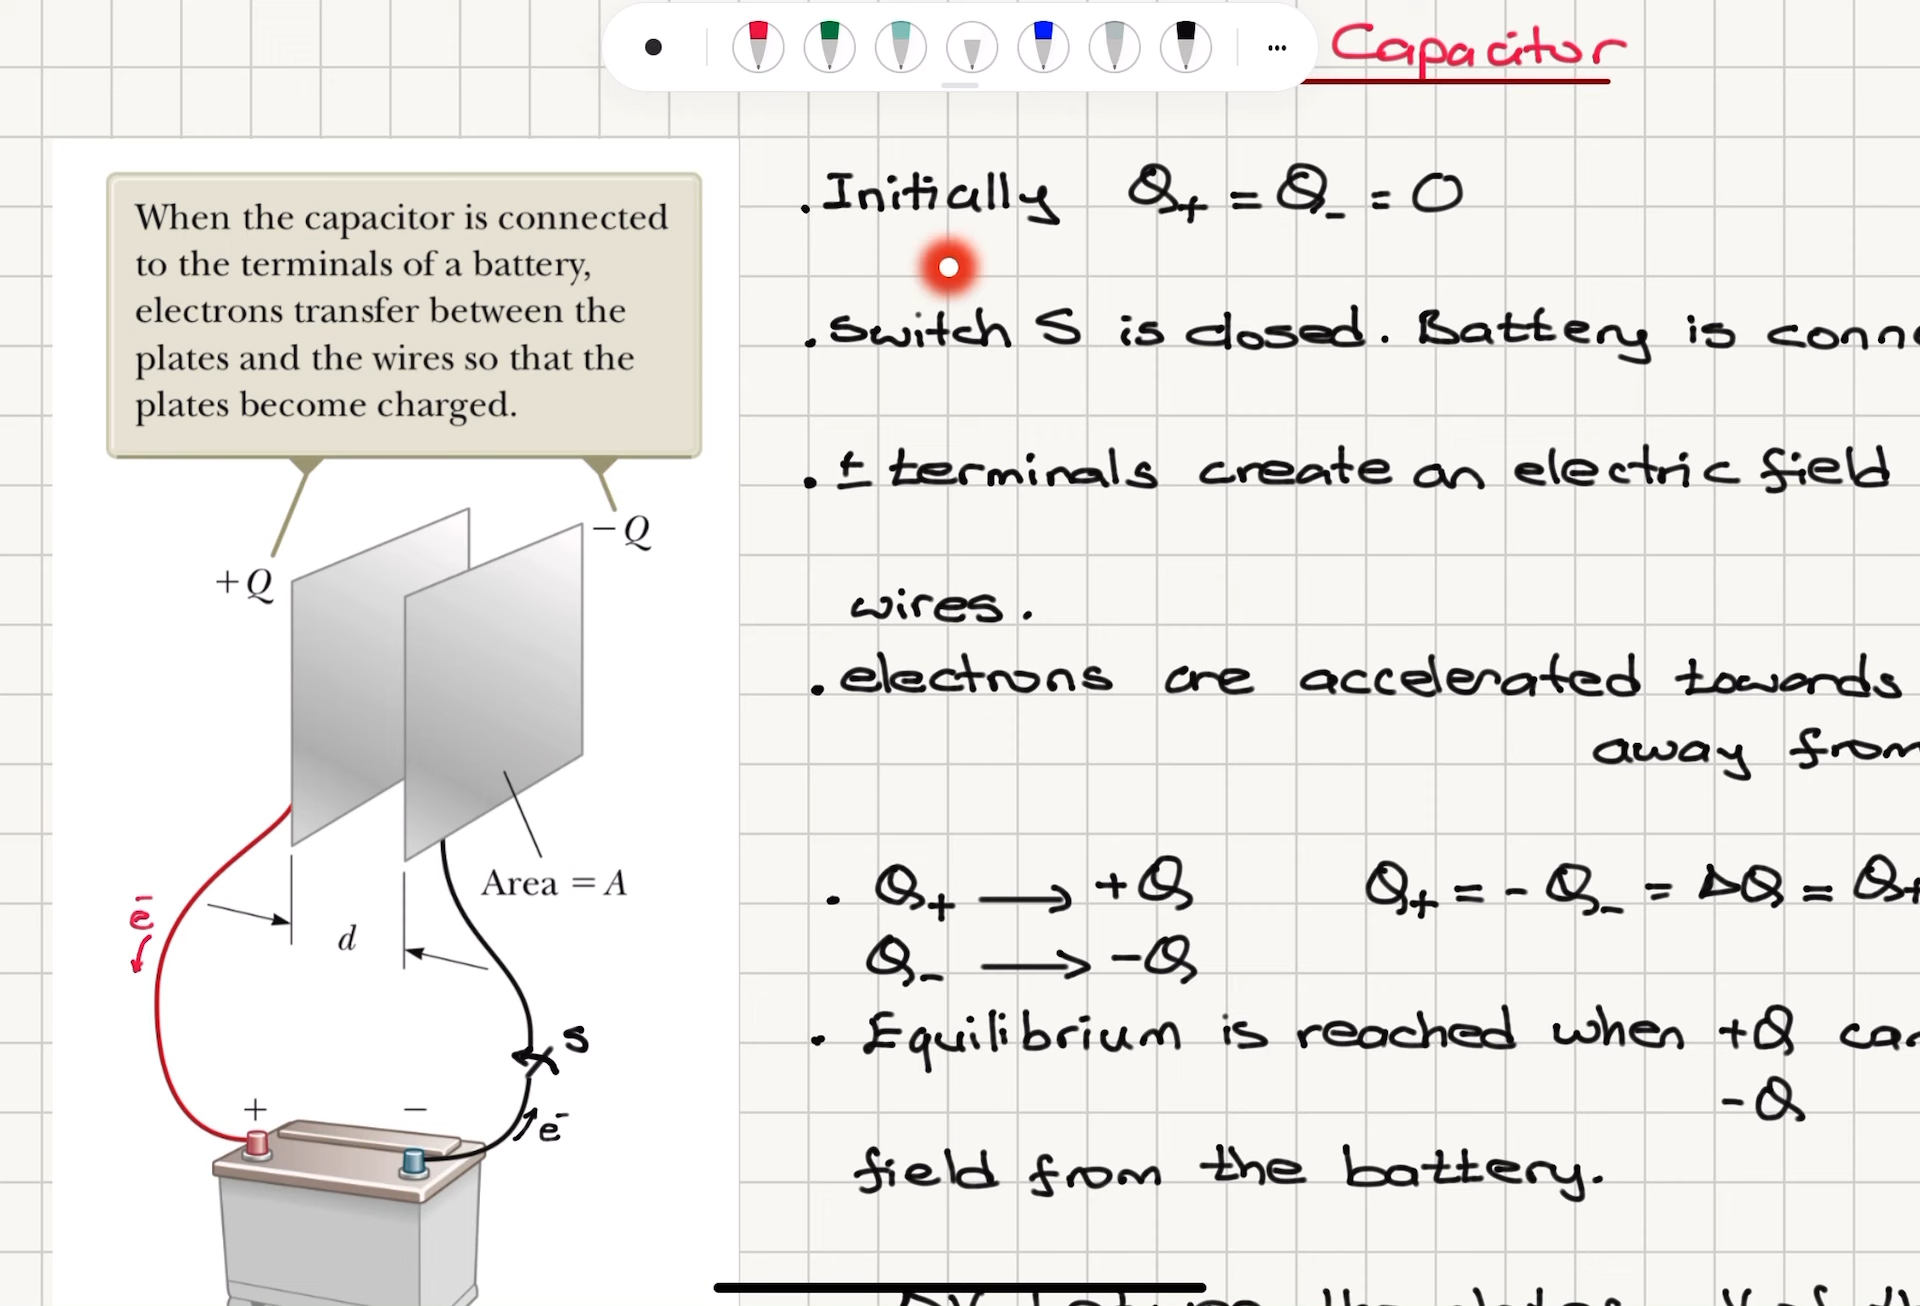 Capacitor
When the capacitor is connected
to the terminals of a battery,
electrons transfer between the
plates and the wires so that the
plates become charged.
+Q
−Q
Area = A
d
ē
S
ē
+ −
. Initially Q₊ = Q₋ = 0
. Switch S is closed. Battery is
. ± terminals create an electric field
wires.
. electrons are accelerated towards
away from
. Q₊ ⟶ +Q Q₊ = - Q₋ = ΔQ =
Q₋ ⟶ -Q
. Equilibrium is reached when +Q
-Q
field from the battery.